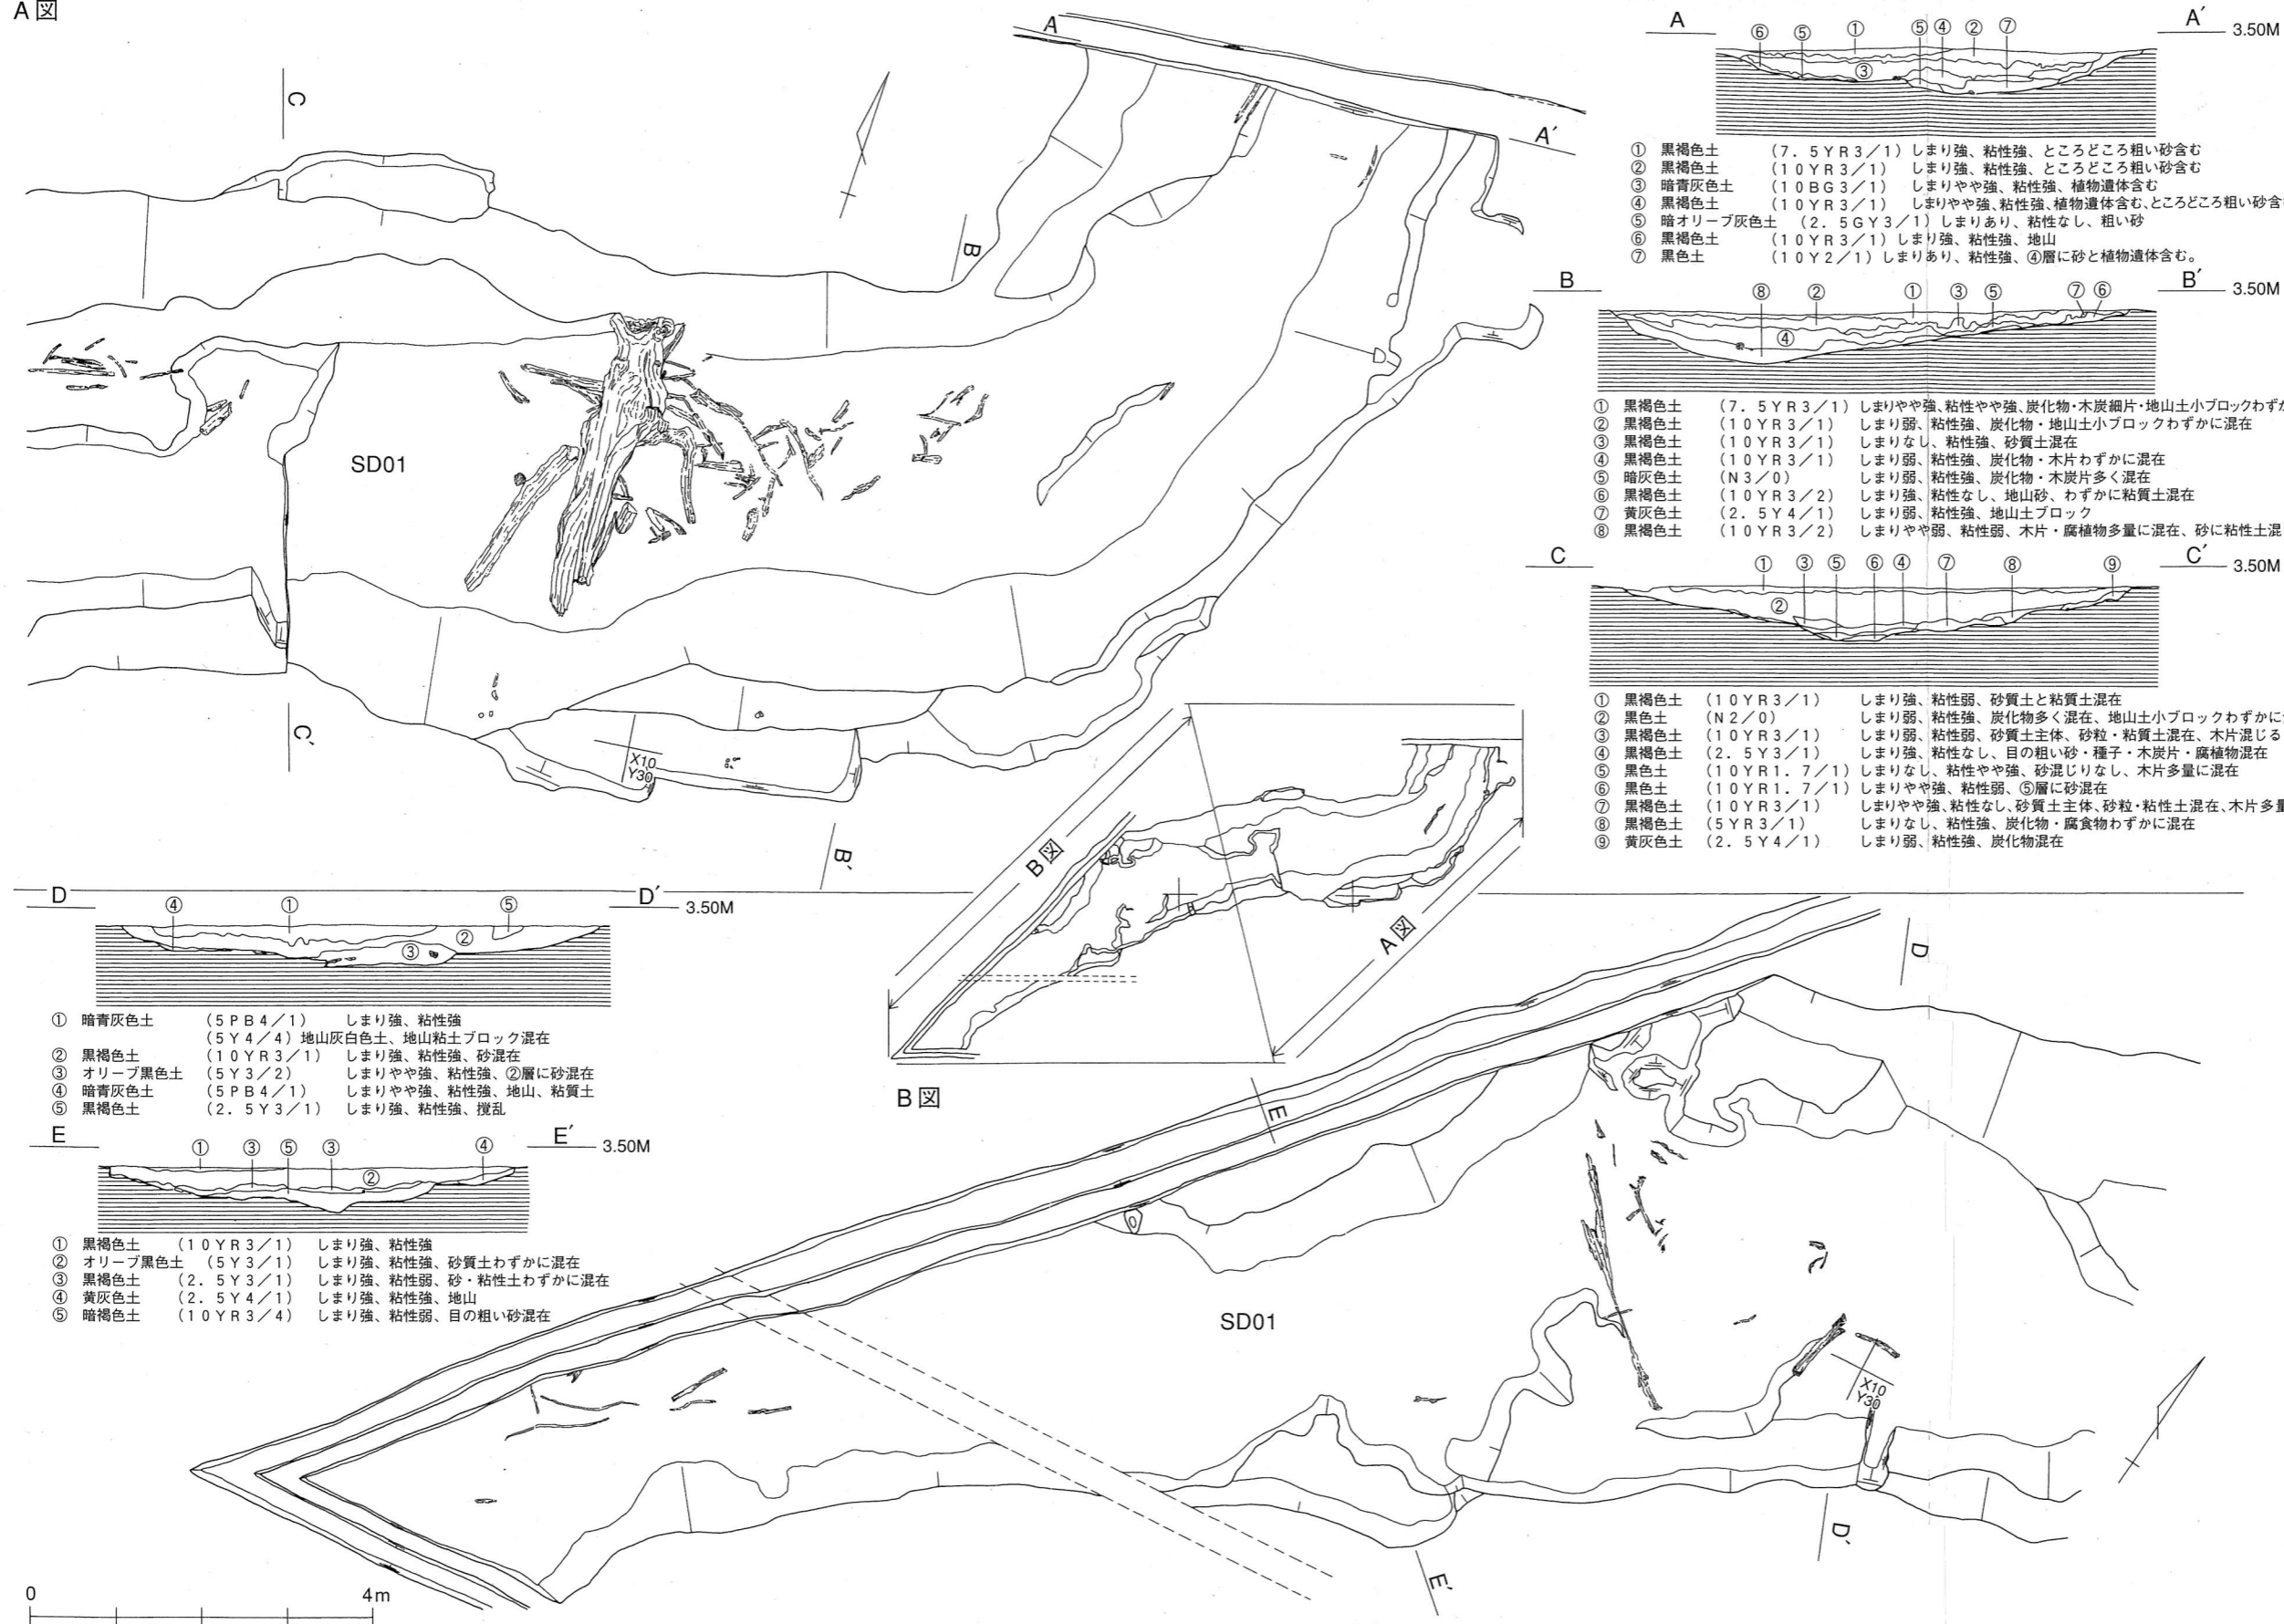 A図
A
A′
C
B
SD01
C′
X10
Y30
B′
A A′ 3.50M
⑥ ⑤ ① ⑤ ④ ② ⑦
③
① 黒褐色土 (7.5YR3/1) しまり強、粘性強、ところどころ粗い砂含む
② 黒褐色土 (10YR3/1) しまり強、粘性強、ところどころ粗い砂含む
③ 暗青灰色土 (10BG3/1) しまりやや強、粘性強、植物遺体含む
④ 黒褐色土 (10YR3/1) しまりやや強、粘性強、植物遺体含む、ところどころ粗い砂含
⑤ 暗オリーブ灰色土 (2.5GY3/1) しまりあり、粘性なし、粗い砂
⑥ 黒褐色土 (10YR3/1) しまり強、粘性強、地山
⑦ 黒色土 (10Y2/1) しまりあり、粘性強、④層に砂と植物遺体含む。
B B′ 3.50M
⑧ ② ① ③ ⑤ ⑦ ⑥
④
① 黒褐色土 (7.5YR3/1) しまりやや強、粘性やや強、炭化物・木炭細片・地山土小ブロックわずか
② 黒褐色土 (10YR3/1) しまり弱、粘性強、炭化物・地山土小ブロックわずかに混在
③ 黒褐色土 (10YR3/1) しまりなし、粘性強、砂質土混在
④ 黒褐色土 (10YR3/1) しまり弱、粘性強、炭化物・木片わずかに混在
⑤ 暗灰色土 (N3/0) しまり弱、粘性強、炭化物・木炭片多く混在
⑥ 黒褐色土 (10YR3/2) しまり強、粘性なし、地山砂、わずかに粘質土混在
⑦ 黄灰色土 (2.5Y4/1) しまり弱、粘性強、地山土ブロック
⑧ 黒褐色土 (10YR3/2) しまりやや弱、粘性弱、木片・腐植物多量に混在、砂に粘性土混
C C′ 3.50M
① ③ ⑤ ⑥ ④ ⑦ ⑧ ⑨
②
① 黒褐色土 (10YR3/1) しまり強、粘性弱、砂質土と粘質土混在
② 黒色土 (N2/0) しまり弱、粘性強、炭化物多く混在、地山土小ブロックわずかに
③ 黒褐色土 (10YR3/1) しまり弱、粘性弱、砂質土主体、砂粒・粘質土混在、木片混じる
④ 黒褐色土 (2.5Y3/1) しまり強、粘性なし、目の粗い砂・種子・木炭片・腐植物混在
⑤ 黒色土 (10YR1.7/1) しまりなし、粘性やや強、砂混じりなし、木片多量に混在
⑥ 黒色土 (10YR1.7/1) しまりやや強、粘性弱、⑤層に砂混在
⑦ 黒褐色土 (10YR3/1) しまりやや強、粘性なし、砂質土主体、砂粒・粘性土混在、木片多量
⑧ 黒褐色土 (5YR3/1) しまりなし、粘性強、炭化物・腐食物わずかに混在
⑨ 黄灰色土 (2.5Y4/1) しまり弱、粘性強、炭化物混在
B図
A図
D D′ 3.50M
④ ① ⑤
②
③
① 暗青灰色土 (5PB4/1) しまり強、粘性強
(5Y4/4) 地山灰白色土、地山粘土ブロック混在
② 黒褐色土 (10YR3/1) しまり強、粘性強、砂混在
③ オリーブ黒色土 (5Y3/2) しまりやや強、粘性強、②層に砂混在
④ 暗青灰色土 (5PB4/1) しまりやや強、粘性強、地山、粘質土
⑤ 黒褐色土 (2.5Y3/1) しまり強、粘性強、撹乱
E E′ 3.50M
① ③ ⑤ ③ ④
②
① 黒褐色土 (10YR3/1) しまり強、粘性強
② オリーブ黒色土 (5Y3/1) しまり強、粘性強、砂質土わずかに混在
③ 黒褐色土 (2.5Y3/1) しまり強、粘性弱、砂・粘性土わずかに混在
④ 黄灰色土 (2.5Y4/1) しまり強、粘性強、地山
⑤ 暗褐色土 (10YR3/4) しまり強、粘性弱、目の粗い砂混在
B図
D
E
SD01
X10
Y30
D′
E′
0 4m